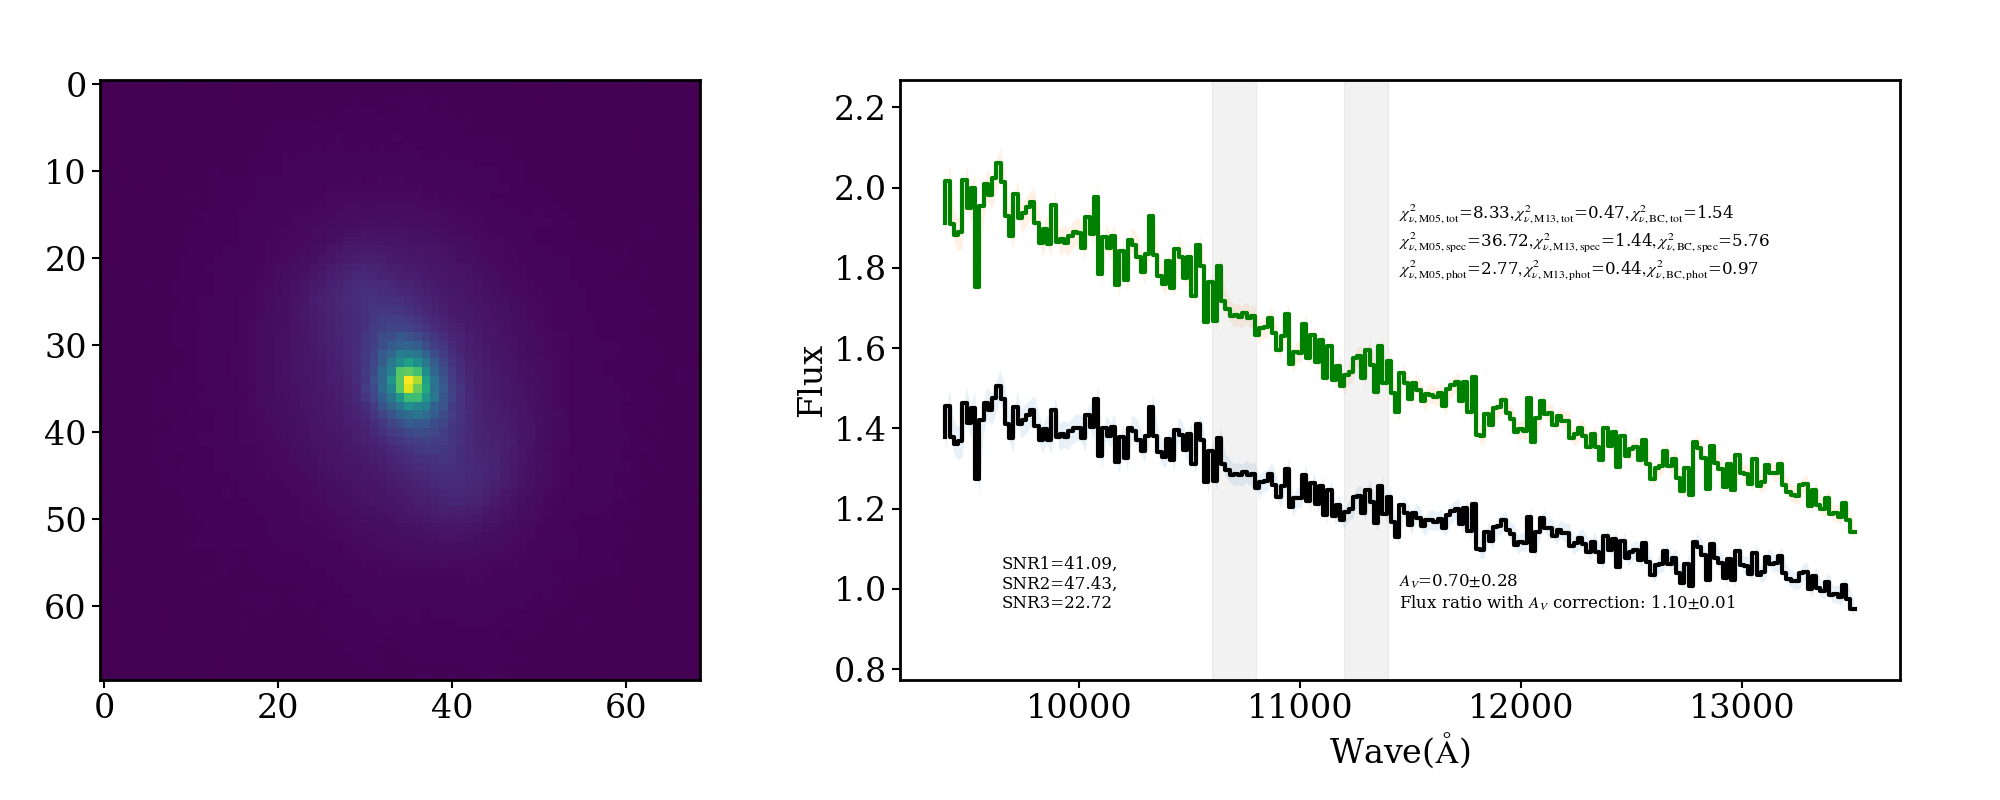 0
10
20
30
40
50
60
0 20 40 60
Flux
2.2
2.0
1.8
1.6
1.4
1.2
1.0
0.8
χ²ν,M05,tot=8.33,χ²ν,M13,tot=0.47,χ²ν,BC,tot=1.54
χ²ν,M05,spec=36.72,χ²ν,M13,spec=1.44,χ²ν,BC,spec=5.76
χ²ν,M05,phot=2.77,χ²ν,M13,phot=0.44,χ²ν,BC,phot=0.97
SNR1=41.09,
SNR2=47.43,
SNR3=22.72
AV=0.70±0.28
Flux ratio with AV correction: 1.10±0.01
10000 11000 12000 13000
Wave(Å)